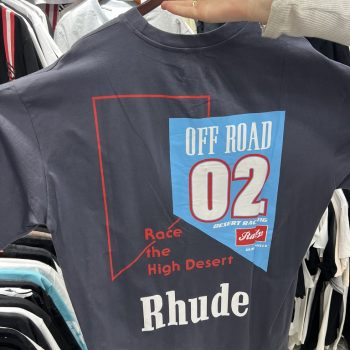 OFF ROAD
02
DESERT RACING
Race
the
High Desert
Rhude